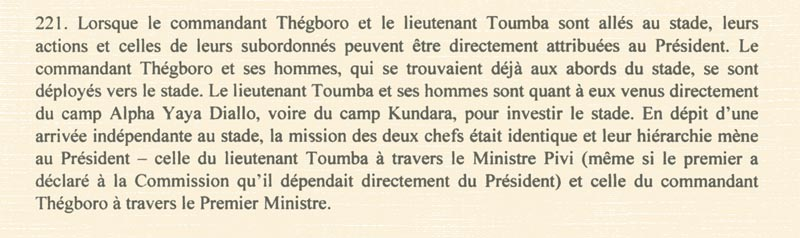 221. Lorsque le commandant Thégboro et le lieutenant Toumba sont allés au stade, leurs
actions et celles de leurs subordonnés peuvent être directement attribuées au Président. Le
commandant Thégboro et ses hommes, qui se trouvaient déjà aux abords du stade, se sont
déployés vers le stade. Le lieutenant Toumba et ses hommes sont quant à eux venus directement
du camp Alpha Yaya Diallo, voire du camp Kundara, pour investir le stade. En dépit d'une
arrivée indépendante au stade, la mission des deux chefs était identique et leur hiérarchie mène
au Président – celle du lieutenant Toumba à travers le Ministre Pivi (même si le premier a
déclaré à la Commission qu'il dépendait directement du Président) et celle du commandant
Thégboro à travers le Premier Ministre.